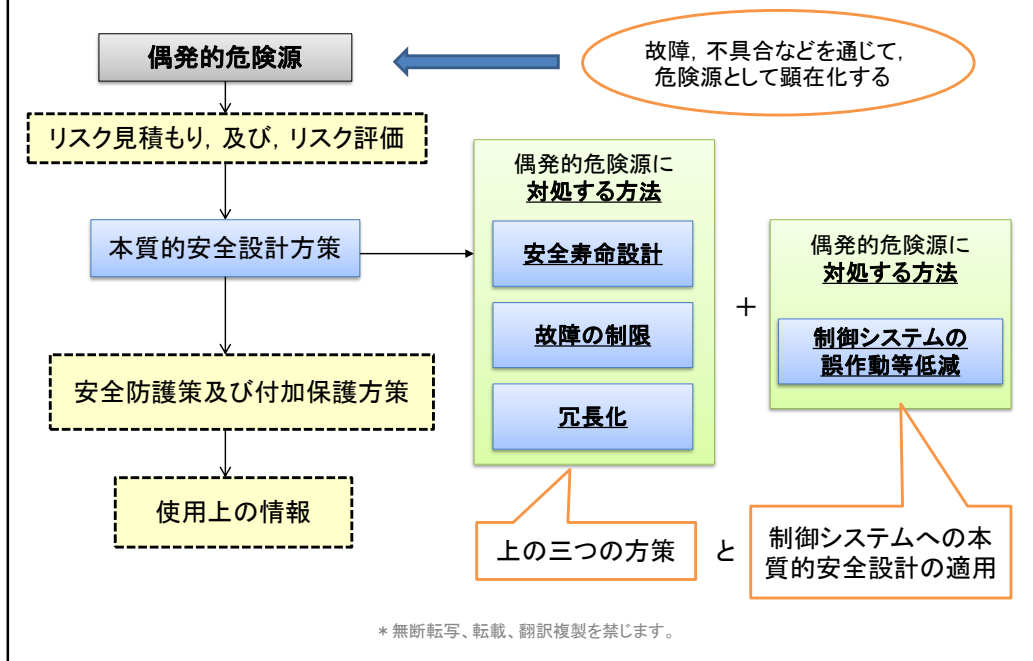 偶発的危険源
故障, 不具合などを通じて,
危険源として顕在化する
リスク見積もり, 及び, リスク評価
本質的安全設計方策
安全防護策及び付加保護方策
使用上の情報
偶発的危険源に
対処する方法
安全寿命設計
故障の制限
冗長化
+
偶発的危険源に
対処する方法
制御システムの
誤作動等低減
上の三つの方策
と
制御システムへの本
質的安全設計の適用
* 無断転写、転載、翻訳複製を禁じます。